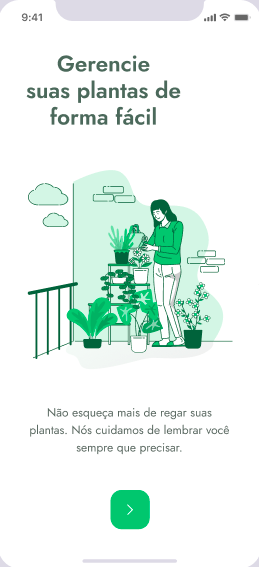 9:41
Gerencie
suas plantas de
forma fácil
Não esqueça mais de regar suas
plantas. Nós cuidamos de lembrar você
sempre que precisar.